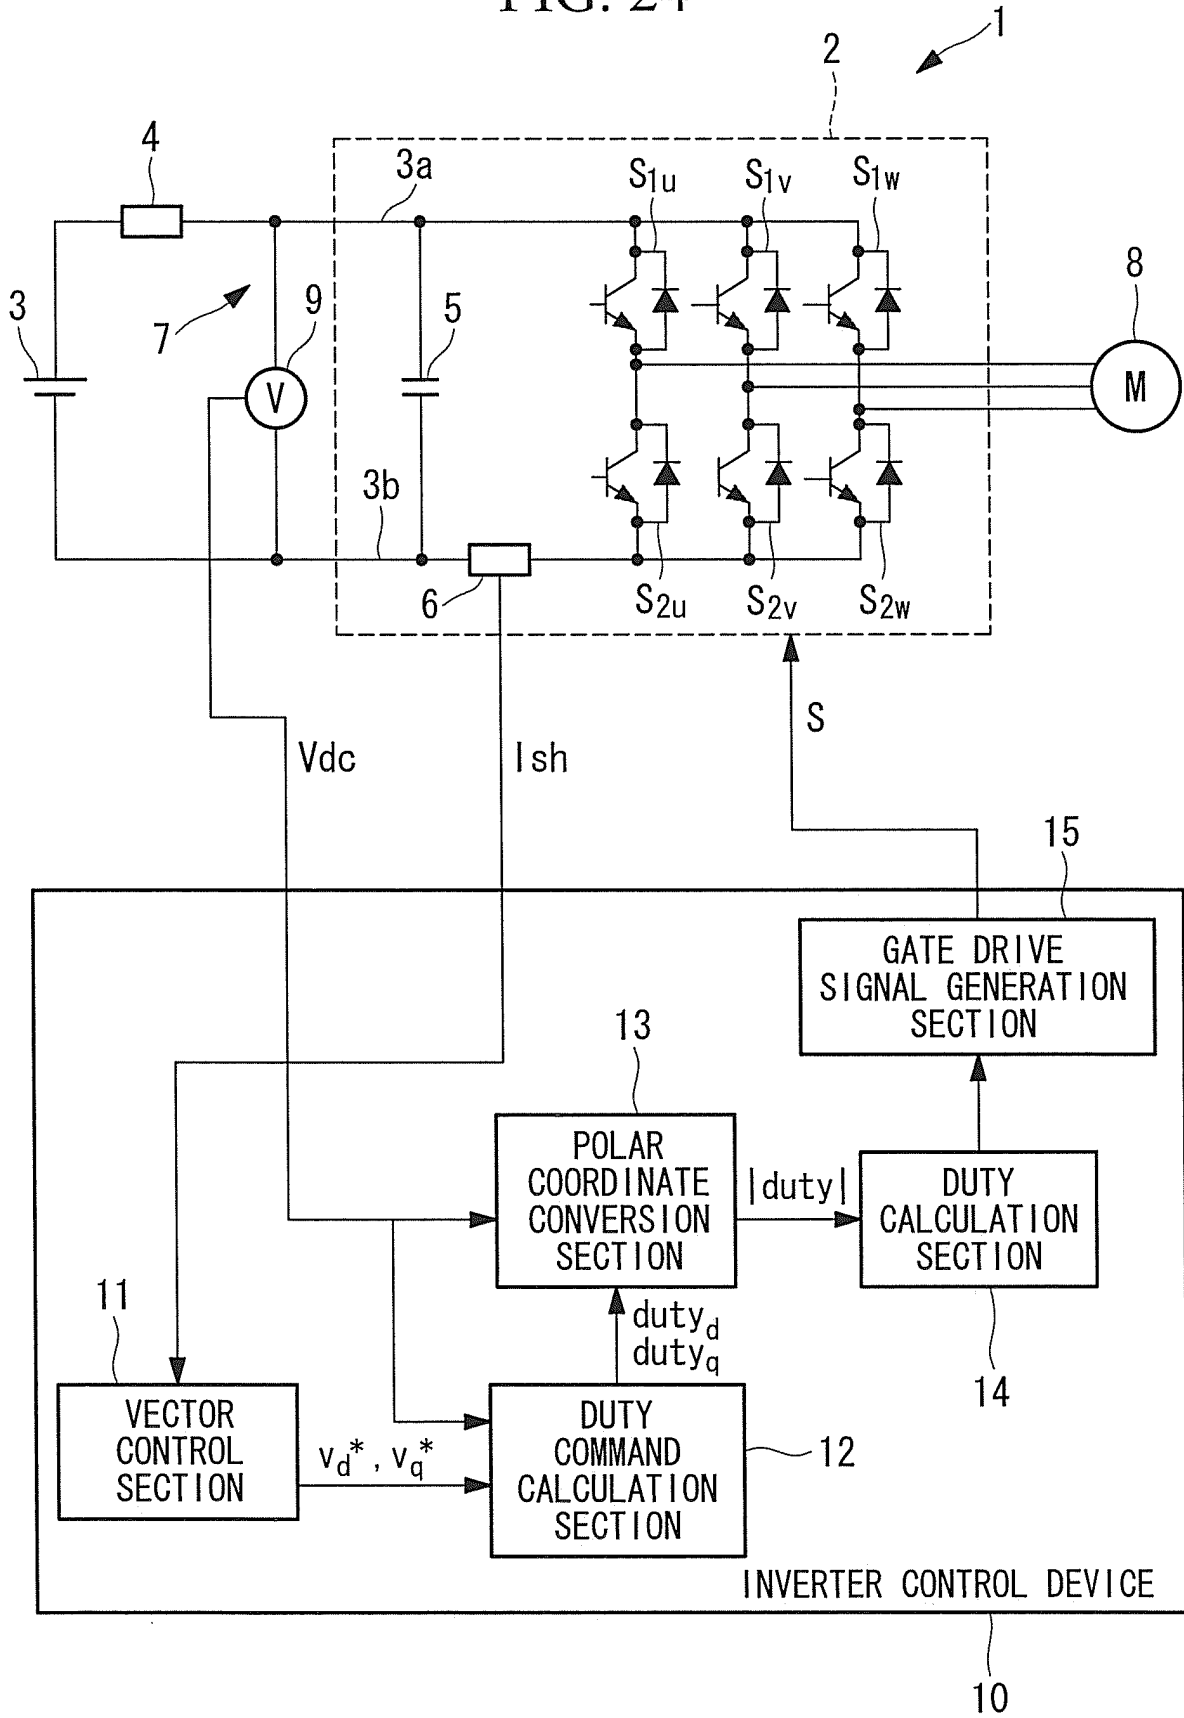 FIG. 24
1
2
4
3a
S1u
S1v
S1w
3
7
9
5
8
V
M
3b
6
S2u
S2v
S2w
S
Vdc
Ish
15
GATE DRIVE
SIGNAL GENERATION
SECTION
13
POLAR
COORDINATE
CONVERSION
SECTION
|duty|
DUTY
CALCULATION
SECTION
11
dutyd
dutyq
14
VECTOR
CONTROL
SECTION
vd*, vq*
DUTY
COMMAND
CALCULATION
SECTION
12
INVERTER CONTROL DEVICE
10